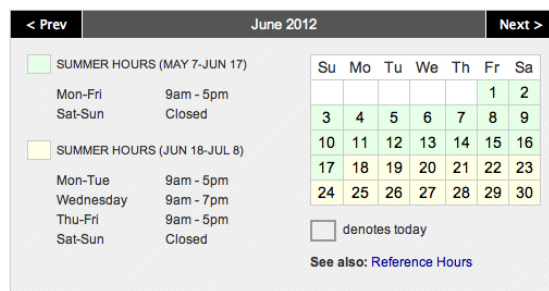 < Prev June 2012 Next >
SUMMER HOURS (MAY 7-JUN 17)
Mon-Fri 9am - 5pm
Sat-Sun Closed
SUMMER HOURS (JUN 18-JUL 8)
Mon-Tue 9am - 5pm
Wednesday 9am - 7pm
Thu-Fri 9am - 5pm
Sat-Sun Closed
Su Mo Tu We Th Fr Sa
1 2
3 4 5 6 7 8 9
10 11 12 13 14 15 16
17 18 19 20 21 22 23
24 25 26 27 28 29 30
denotes today
See also: Reference Hours